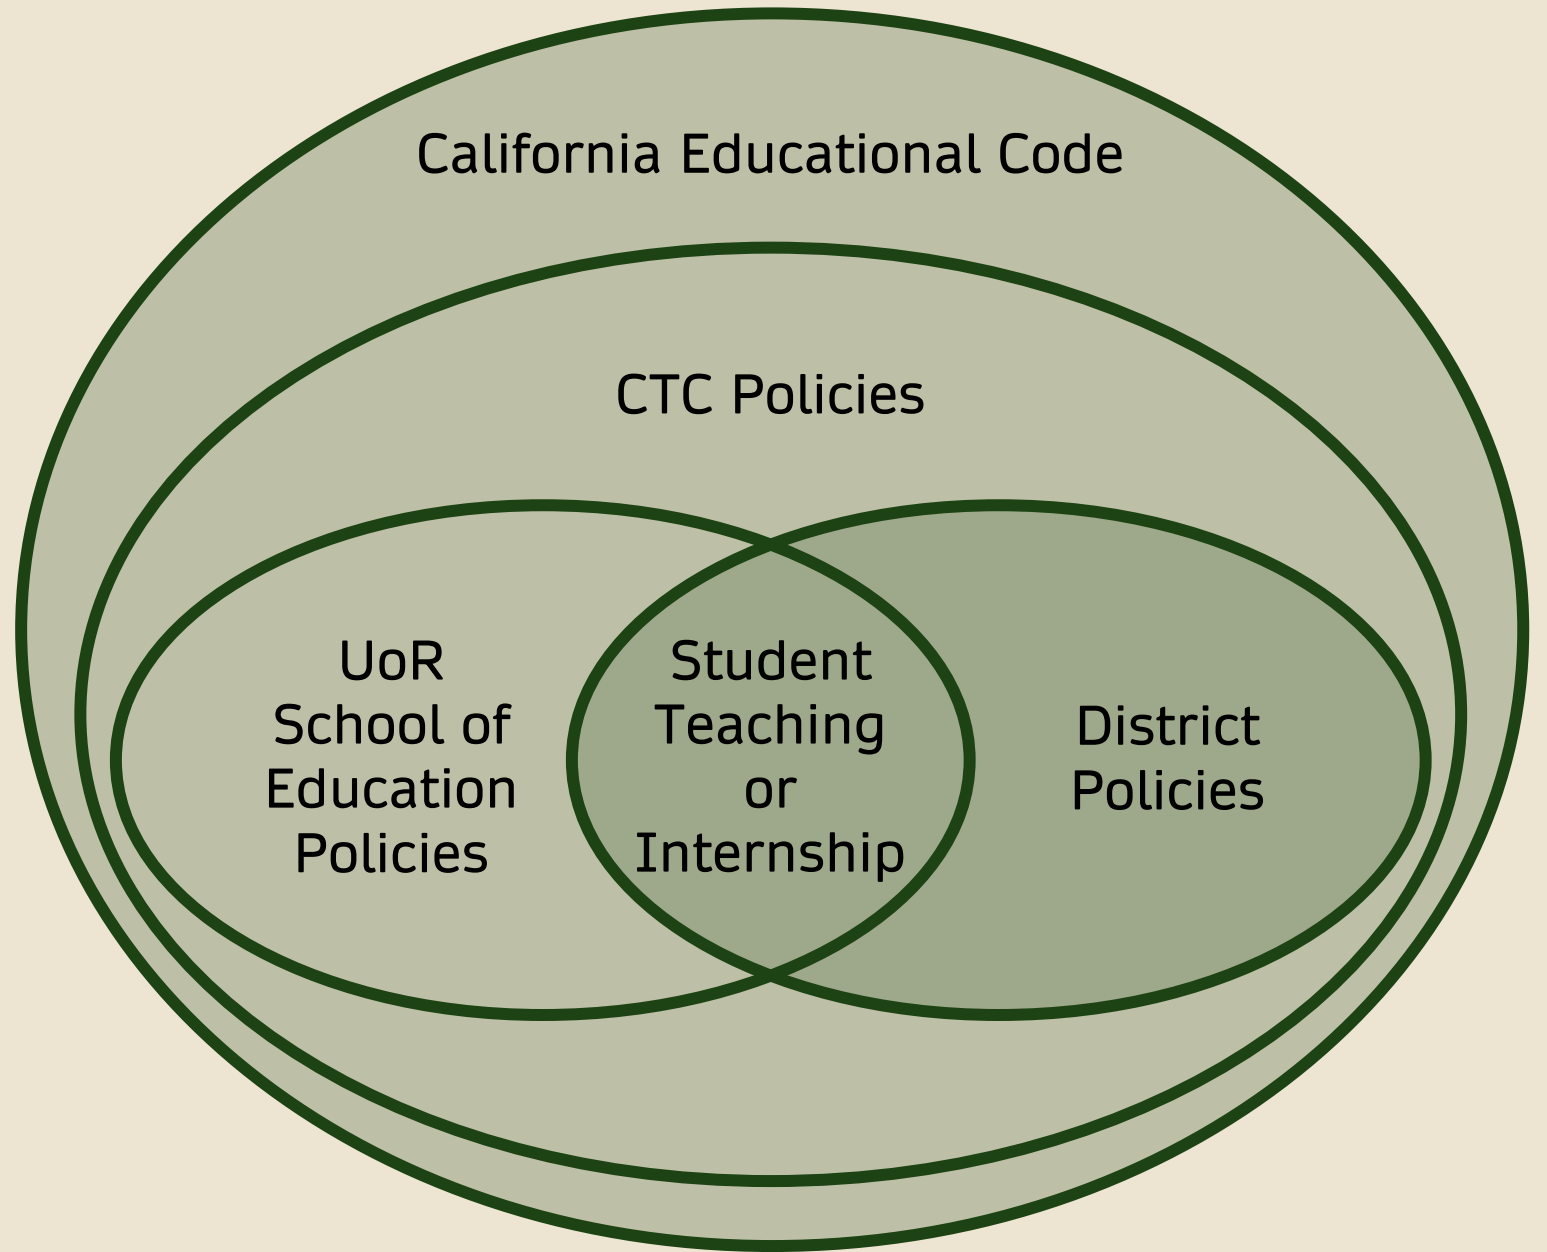 California Educational Code
CTC Policies
UoR
School of
Education
Policies
Student
Teaching
or
Internship
District
Policies